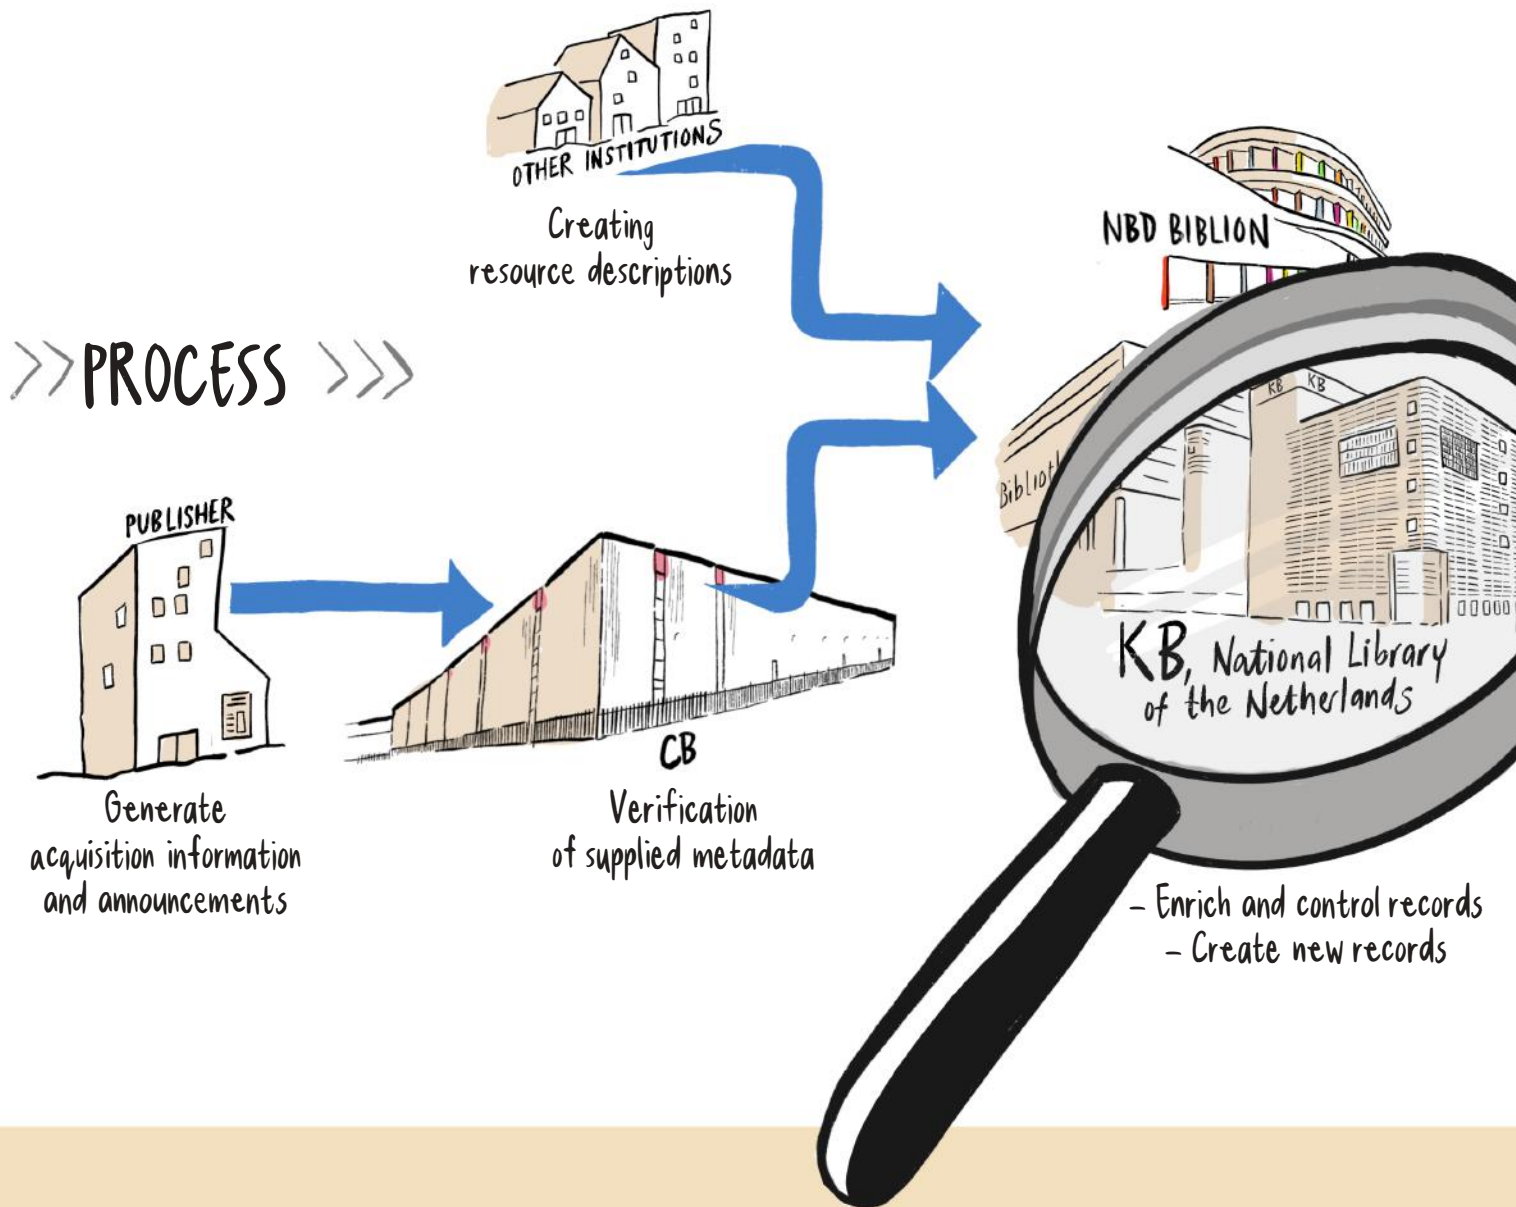 OTHER INSTITUTIONS
Creating
resource descriptions
NBD BIBLION
>> PROCESS >>>
KB KB
PUBLISHER
KB, National Library
of the Netherlands
CB
Generate
acquisition information
and announcements
Verification
of supplied metadata
– Enrich and control records
– Create new records